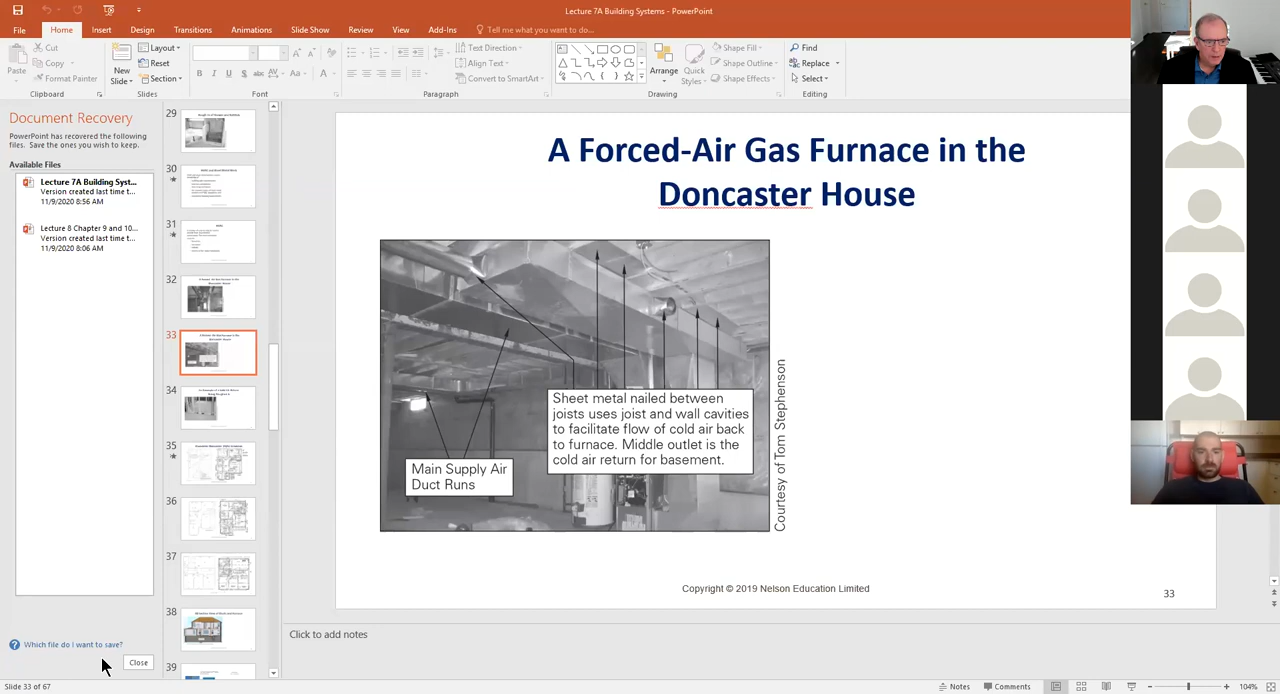 Lecture 7A Building Systems - PowerPoint
File Home Insert Design Transitions Animations Slide Show Review View Add-Ins Tell me what you want to do...
Paste
Cut
Copy
Format Painter
Clipboard
New
Slide
Layout
Reset
Section
Slides
B I U S abc AV Aa A
Font
Text Direction
Align Text
Convert to SmartArt
Paragraph
Arrange
Quick
Styles
Shape Fill
Shape Outline
Shape Effects
Drawing
Find
Replace
Select
Editing
Document Recovery
PowerPoint has recovered the following
files. Save the ones you wish to keep.
Available Files
Lecture 7A Building Syst...
Version created last time t...
11/9/2020 8:56 AM
Lecture 8 Chapter 9 and 10...
Version created last time t...
11/9/2020 8:06 AM
Which file do I want to save?
Close
29
30
31
32
33
34
35
36
37
38
39
A Forced-Air Gas Furnace in the
Doncaster House
Sheet metal nailed between
joists uses joist and wall cavities
to facilitate flow of cold air back
to furnace. Middle outlet is the
cold air return for basement.
Main Supply Air
Duct Runs
Courtesy of Tom Stephenson
Copyright © 2019 Nelson Education Limited
33
Click to add notes
Slide 33 of 67
Notes
Comments
104%